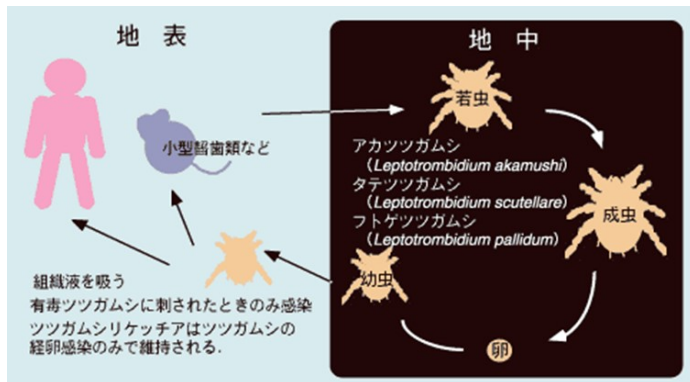 地 表
地 中
若虫
小型齧歯類など
アカツツガムシ
（Leptotrombidium akamushi）
タテツツガムシ
（Leptotrombidium scutellare）
フトゲツツガムシ
（Leptotrombidium pallidum）
成虫
幼虫
卵
組織液を吸う
有毒ツツガムシに刺されたときのみ感染
ツツガムシリケッチアはツツガムシの
経卵感染のみで維持される.